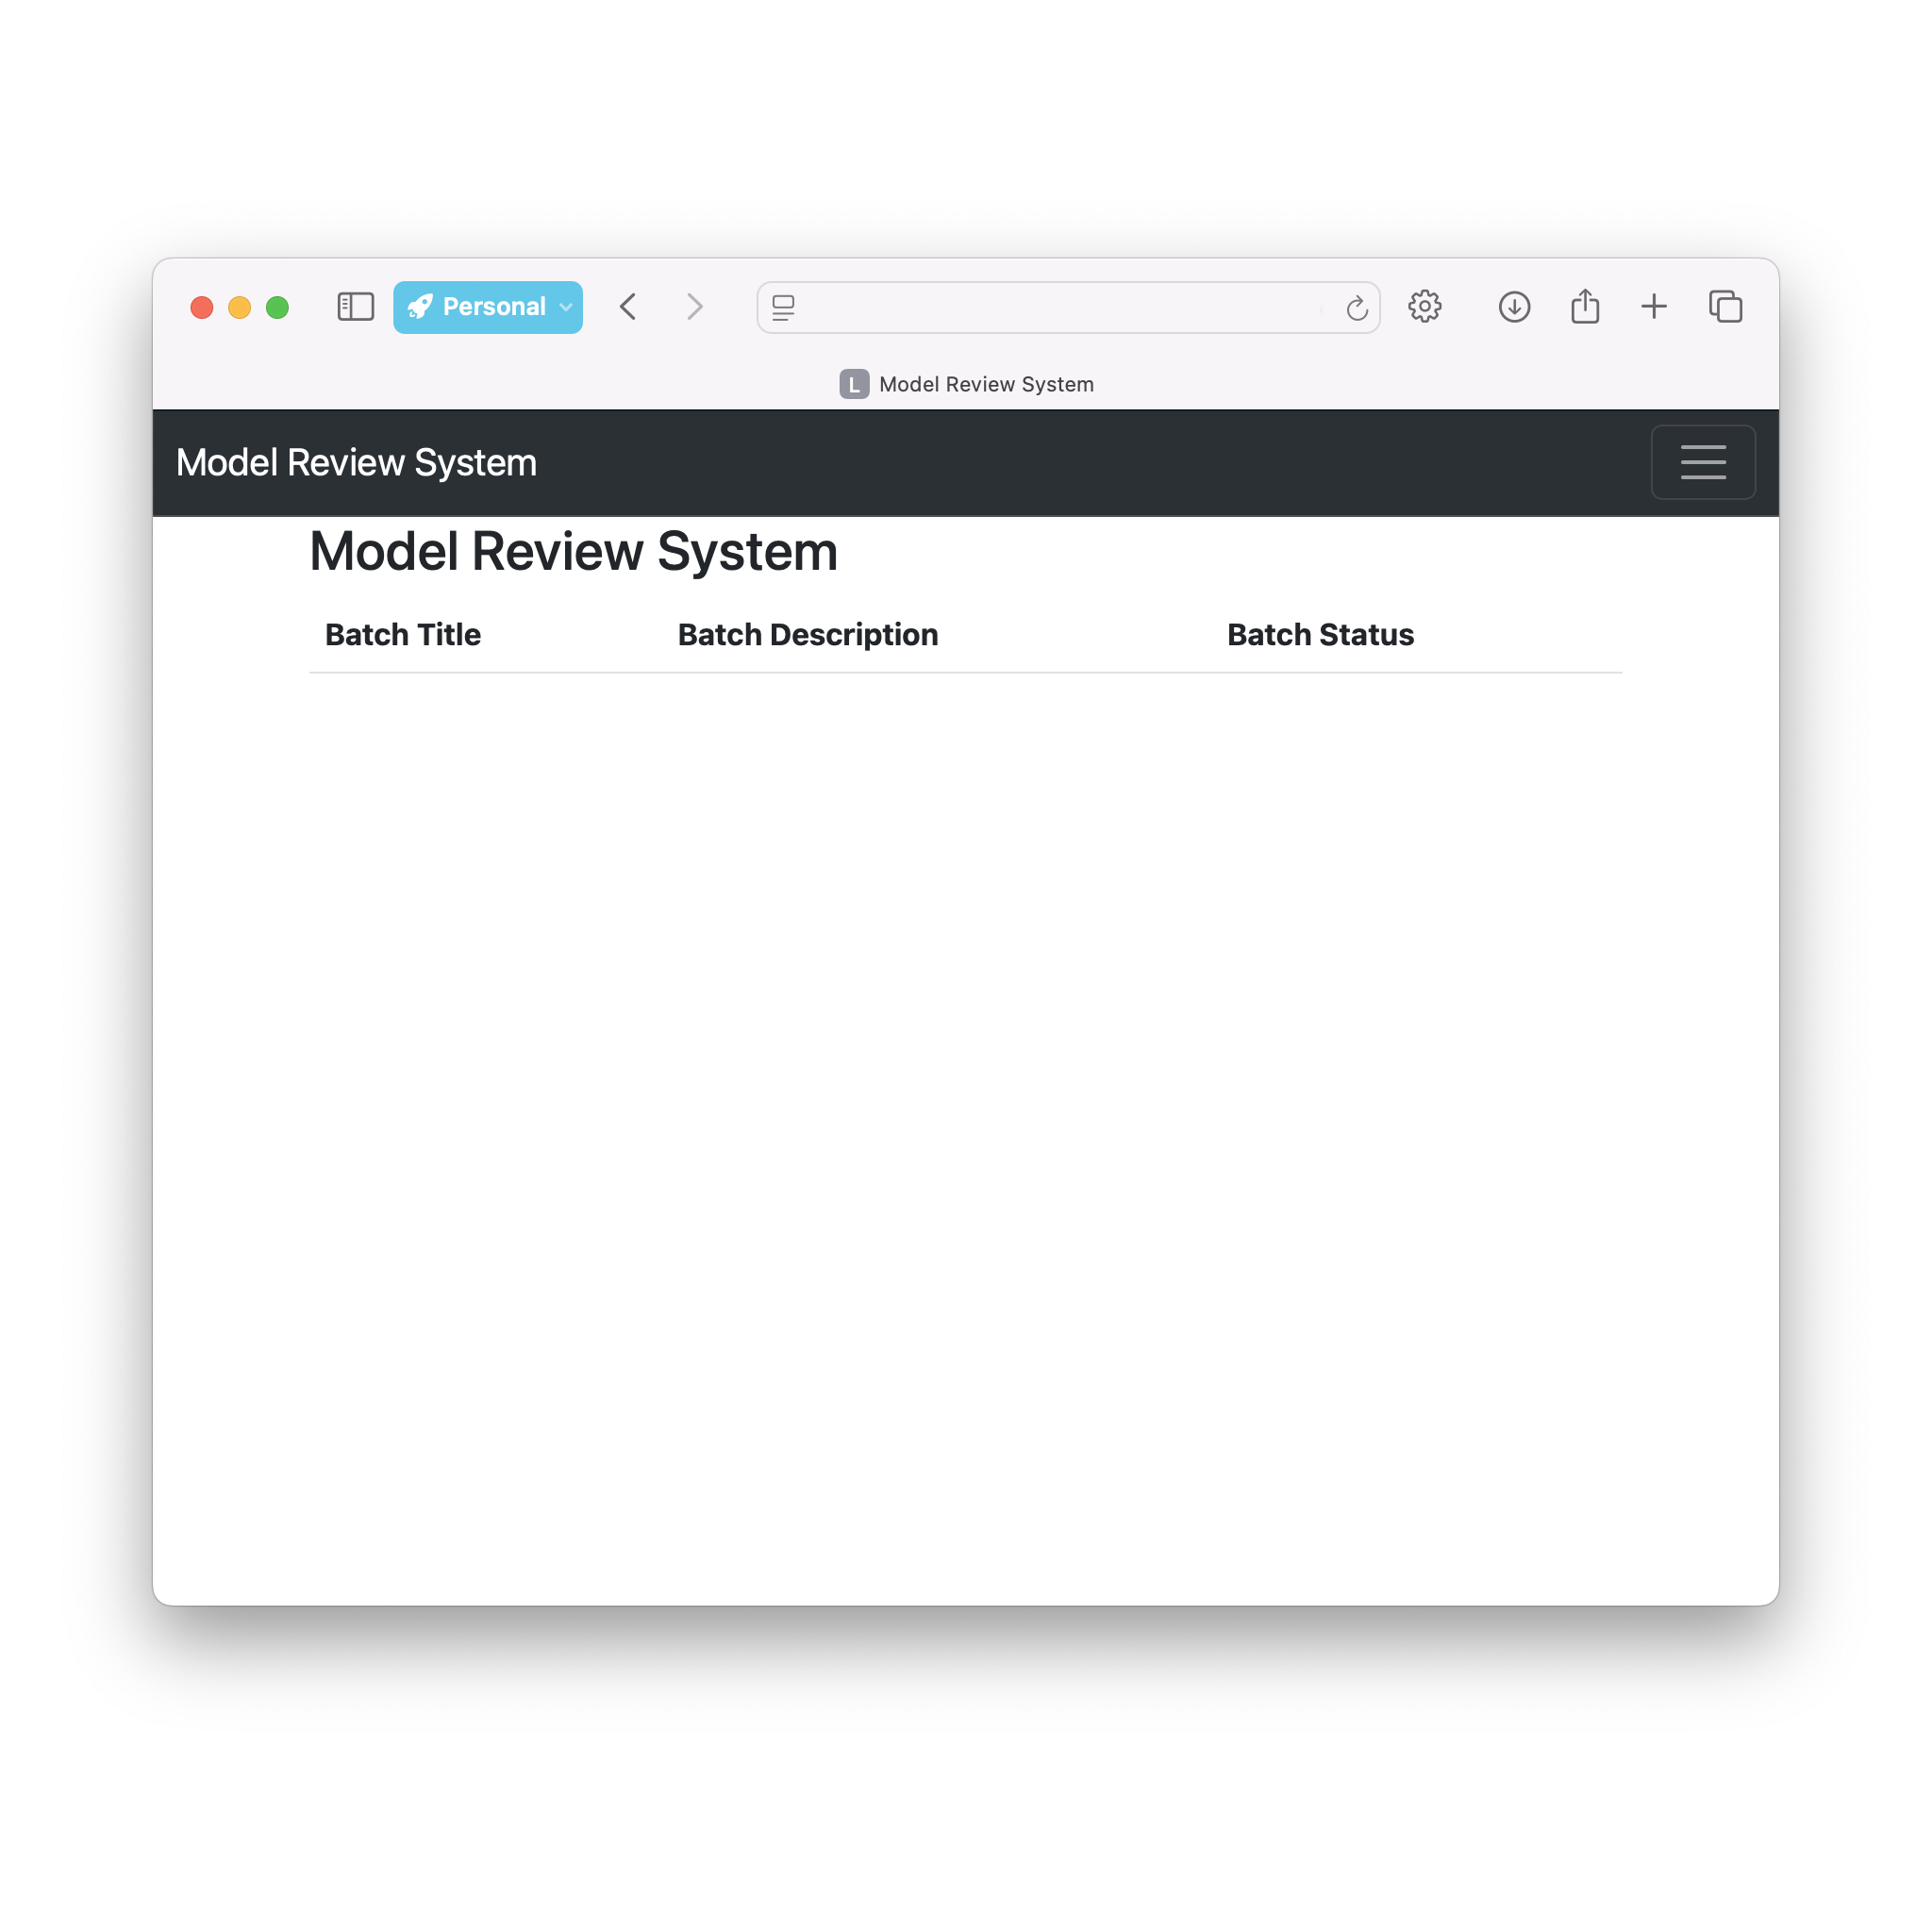 Personal
L Model Review System
Model Review System
Model Review System
Batch Title Batch Description Batch Status